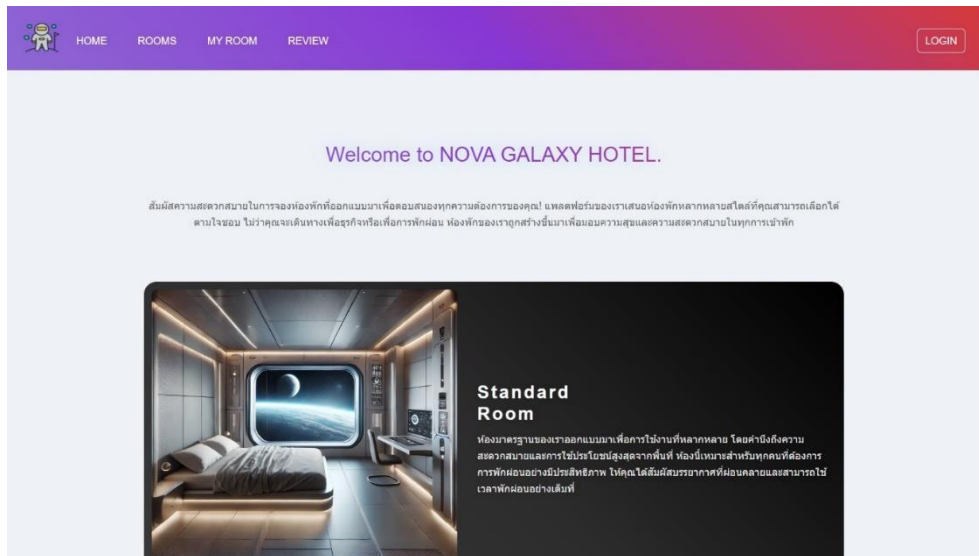 HOME ROOMS MY ROOM REVIEW LOGIN
Welcome to NOVA GALAXY HOTEL.
สัมผัสความสะดวกสบายในการจองห้องพักที่ออกแบบมาเพื่อตอบสนองทุกความต้องการของคุณ! แพลตฟอร์มของเราเสนอห้องพักหลากหลายสไตล์ที่คุณสามารถเลือกได้
ตามใจชอบ ไม่ว่าคุณจะเดินทางเพื่อธุรกิจหรือเพื่อการพักผ่อน ห้องพักของเราถูกสร้างขึ้นมาเพื่อมอบความสุขและความสะดวกสบายในทุกการเข้าพัก
Standard
Room
ห้องมาตรฐานของเราออกแบบมาเพื่อการใช้งานที่หลากหลาย โดยคำนึงถึงความ
สะดวกสบายและการใช้ประโยชน์สูงสุดจากพื้นที่ ห้องนี้เหมาะสำหรับทุกคนที่ต้องการ
การพักผ่อนอย่างมีประสิทธิภาพ ให้คุณได้สัมผัสบรรยากาศที่ผ่อนคลายและสามารถใช้
เวลาพักผ่อนอย่างเต็มที่